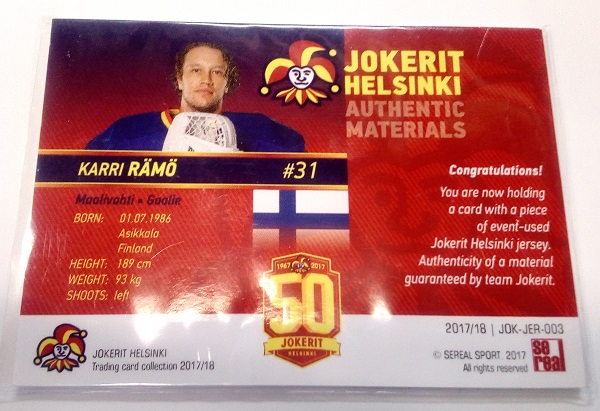 JOKERIT
HELSINKI
AUTHENTIC
MATERIALS
KARRI RÄMÖ #31
Maalivahti • Goalie
BORN: 01.07.1986
Asikkala
Finland
HEIGHT: 189 cm
WEIGHT: 93 kg
SHOOTS: left
Congratulations!
You are now holding
a card with a piece
of event-used
Jokerit Helsinki jersey.
Authenticity of a material
guaranteed by team Jokerit.
1967 2017
50
JOKERIT
HELSINKI
JOKERIT HELSINKI
Trading card collection 2017/18
2017/18 | JOK-JER-003
© SEREAL SPORT, 2017
All rights reserved
se
real